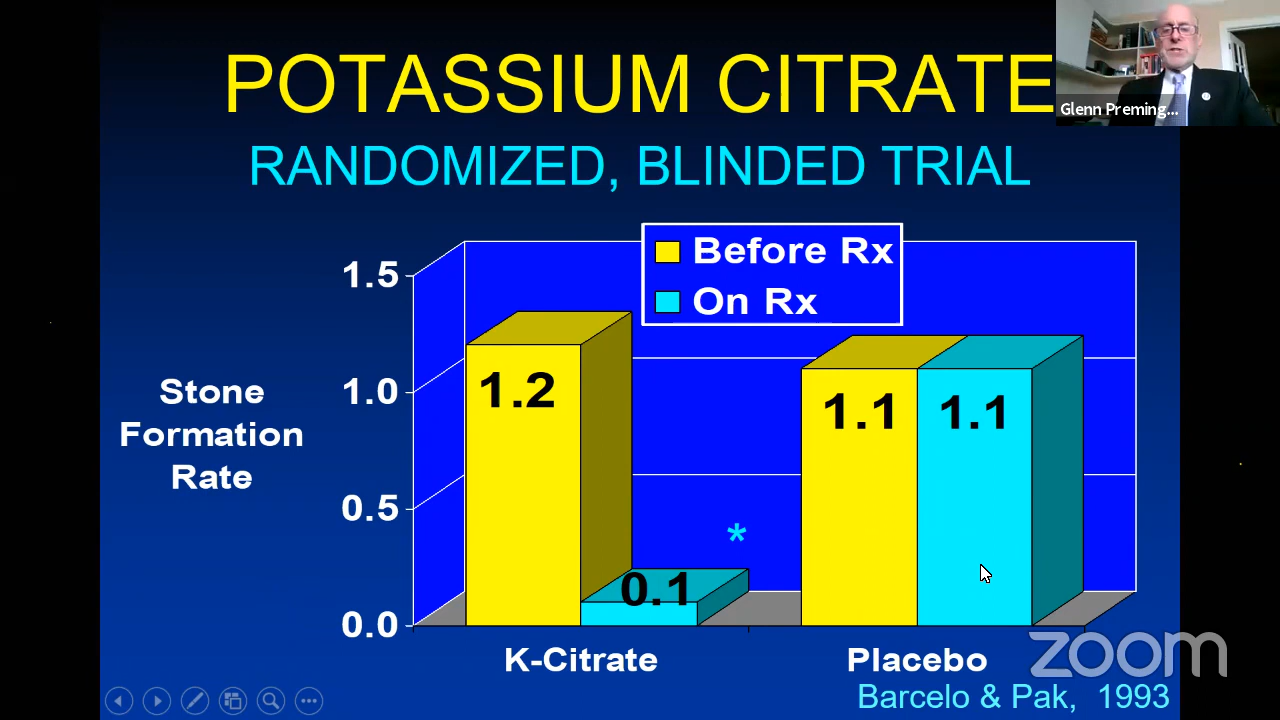 POTASSIUM CITRATE
Glenn Preming...
RANDOMIZED, BLINDED TRIAL
Before Rx
On Rx
1.5
1.0
0.5
0.0
Stone
Formation
Rate
1.2
0.1
*
1.1
1.1
K-Citrate
Placebo
zoom
Barcelo & Pak, 1993